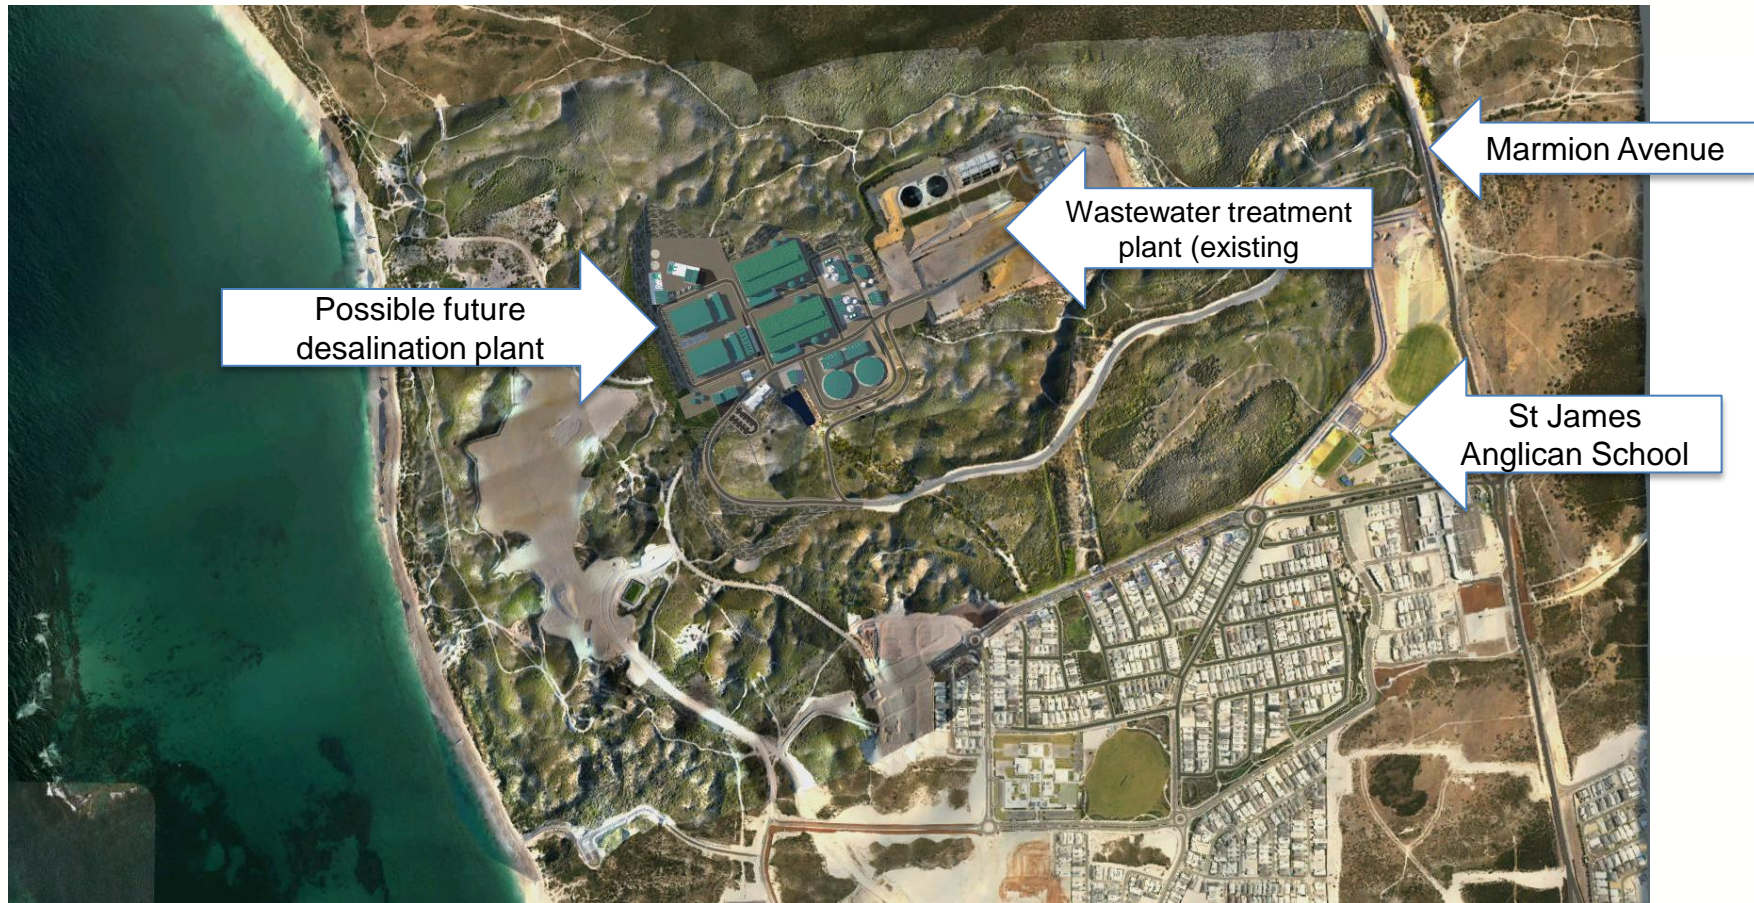 Marmion Avenue
Wastewater treatment
plant (existing
Possible future
desalination plant
St James
Anglican School